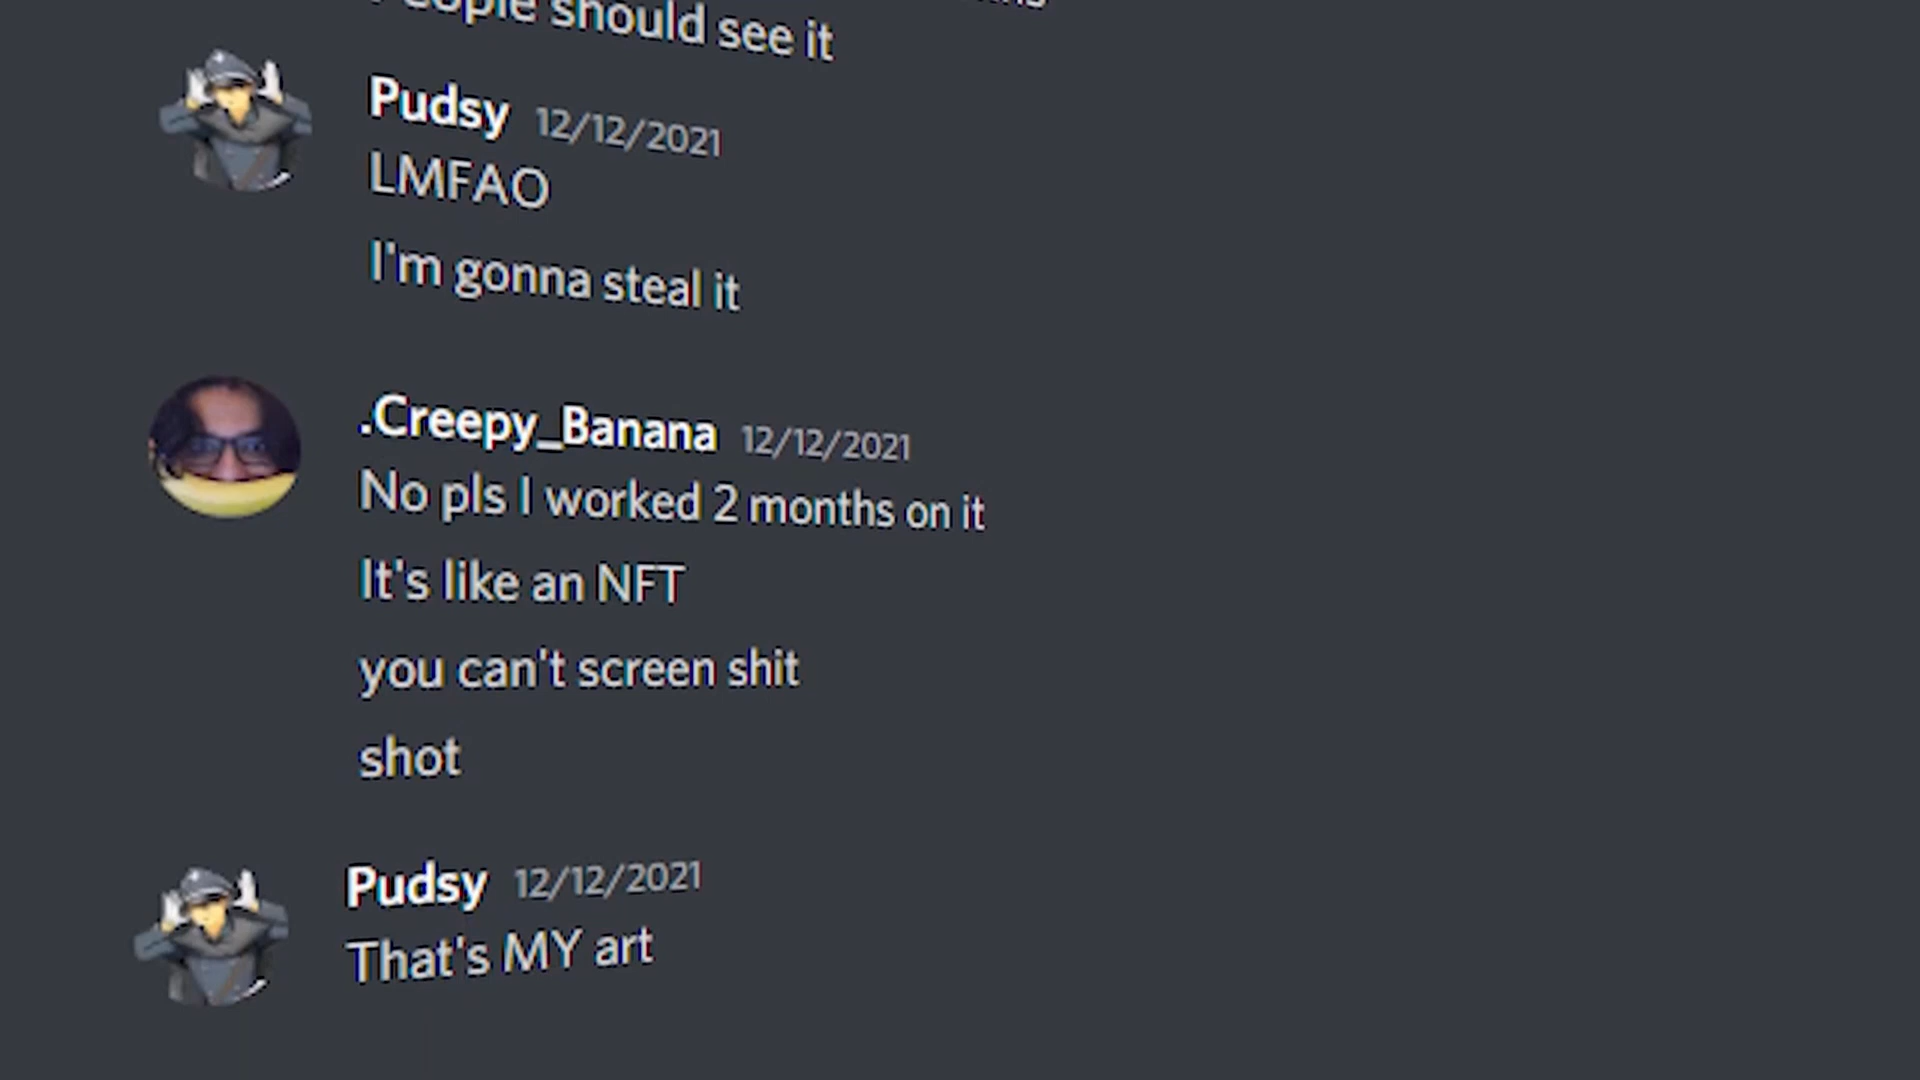 People should see it
Pudsy 12/12/2021
LMFAO
I'm gonna steal it
.Creepy_Banana 12/12/2021
No pls I worked 2 months on it
It's like an NFT
you can't screen shit
shot
Pudsy 12/12/2021
That's MY art